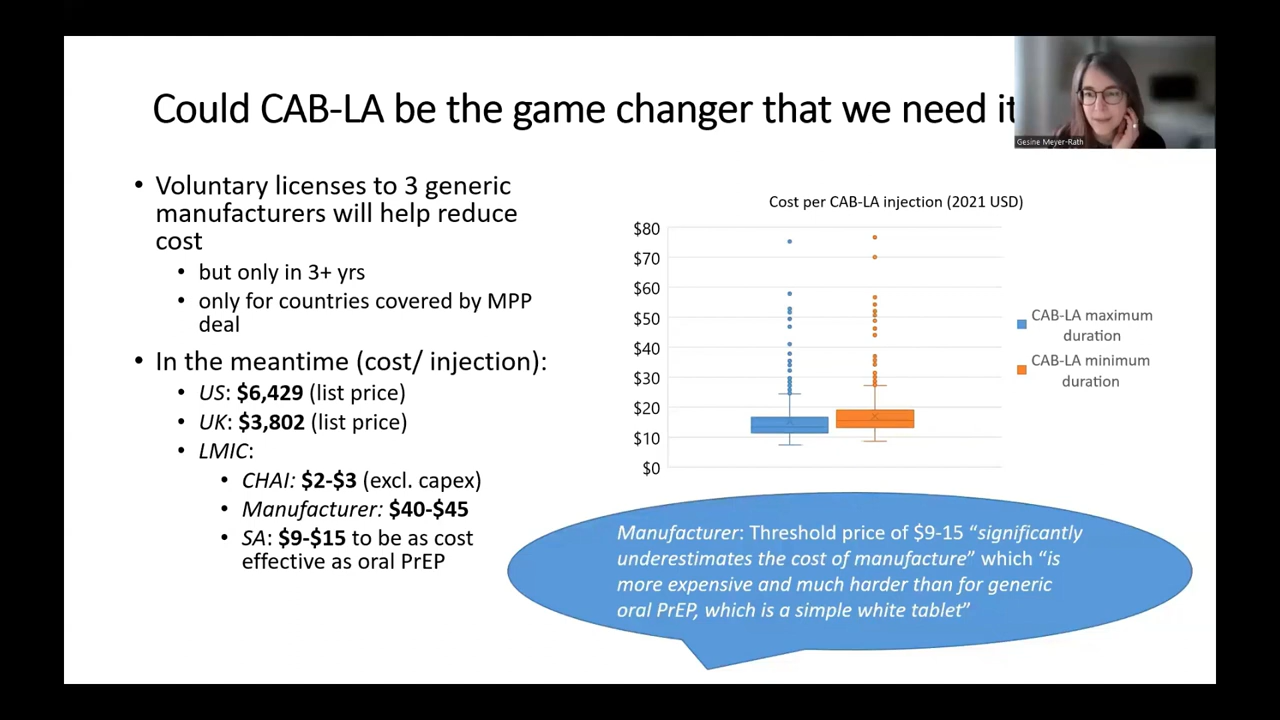 Could CAB-LA be the game changer that we need it
Gesine Meyer-Rath
• Voluntary licenses to 3 generic
manufacturers will help reduce
cost
• but only in 3+ yrs
• only for countries covered by MPP
deal
• In the meantime (cost/ injection):
• US: $6,429 (list price)
• UK: $3,802 (list price)
• LMIC:
• CHAI: $2-$3 (excl. capex)
• Manufacturer: $40-$45
• SA: $9-$15 to be as cost
effective as oral PrEP
Cost per CAB-LA injection (2021 USD)
$80
$70
$60
$50
$40
$30
$20
$10
$0
CAB-LA maximum
duration
CAB-LA minimum
duration
Manufacturer: Threshold price of $9-15 “significantly
underestimates the cost of manufacture” which “is
more expensive and much harder than for generic
oral PrEP, which is a simple white tablet”